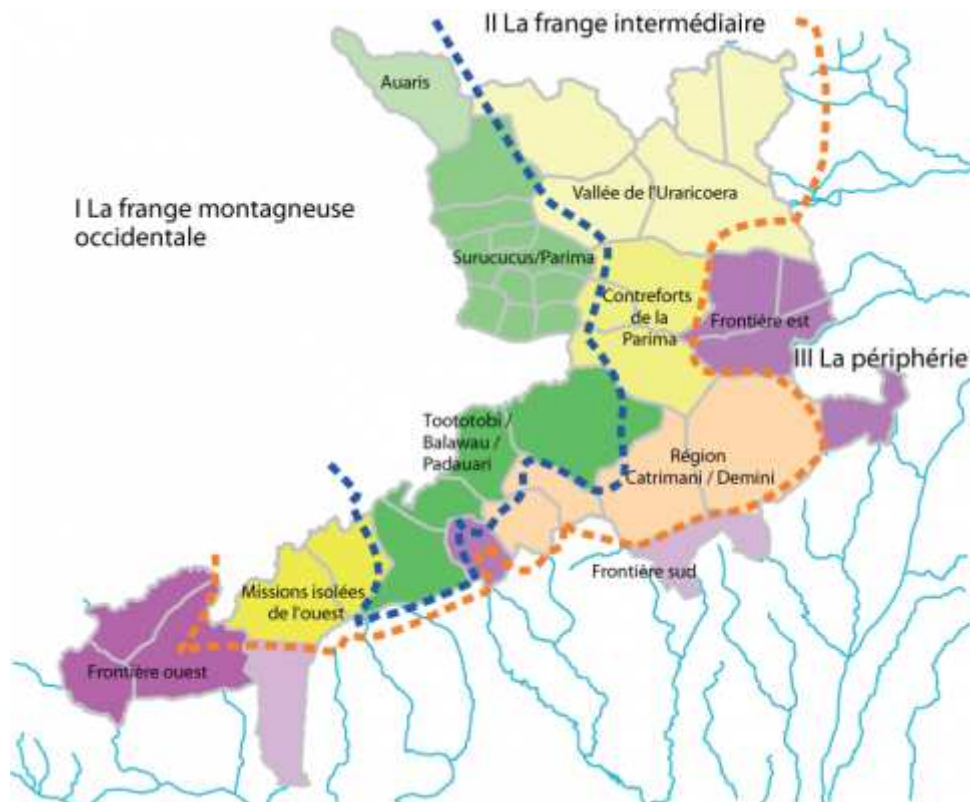 II La frange intermédiaire
Auaris
I La frange montagneuse
occidentale
Vallée de l'Uraricoera
Surucucus/Parima
Contreforts
de la
Parima
Frontière est
III La périphérie
Tootobi /
Balawau /
Padauari
Région
Catrimani / Demini
Frontière sud
Missions isolées
de l'ouest
Frontière ouest